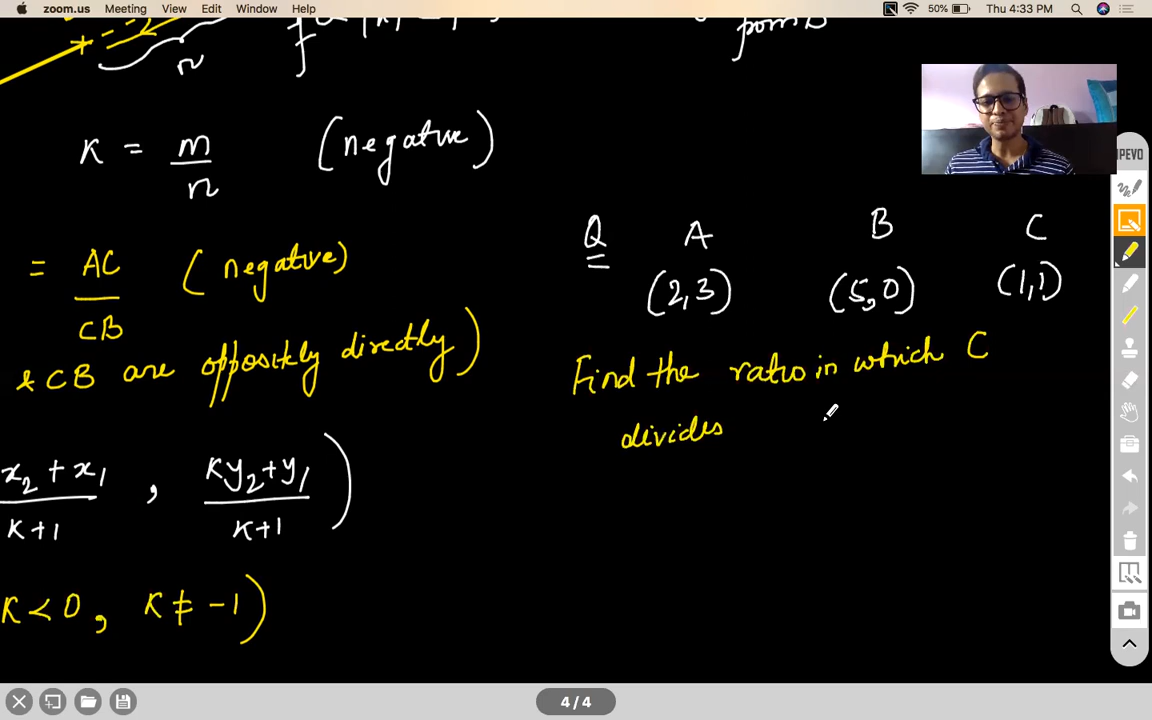 zoom.us Meeting View Edit Window Help 50% Thu 4:33 PM
n
IPEVO
K = m/n (negative)
= AC/CB (negative)
& CB are oppositely directly)
x₂ + x₁/K+1 , Ky₂+y₁/K+1 )
K < 0, K ≠ -1)
Q A B C
(2,3) (5,0) (1,1)
Find the ratio in which C
divides
4 / 4